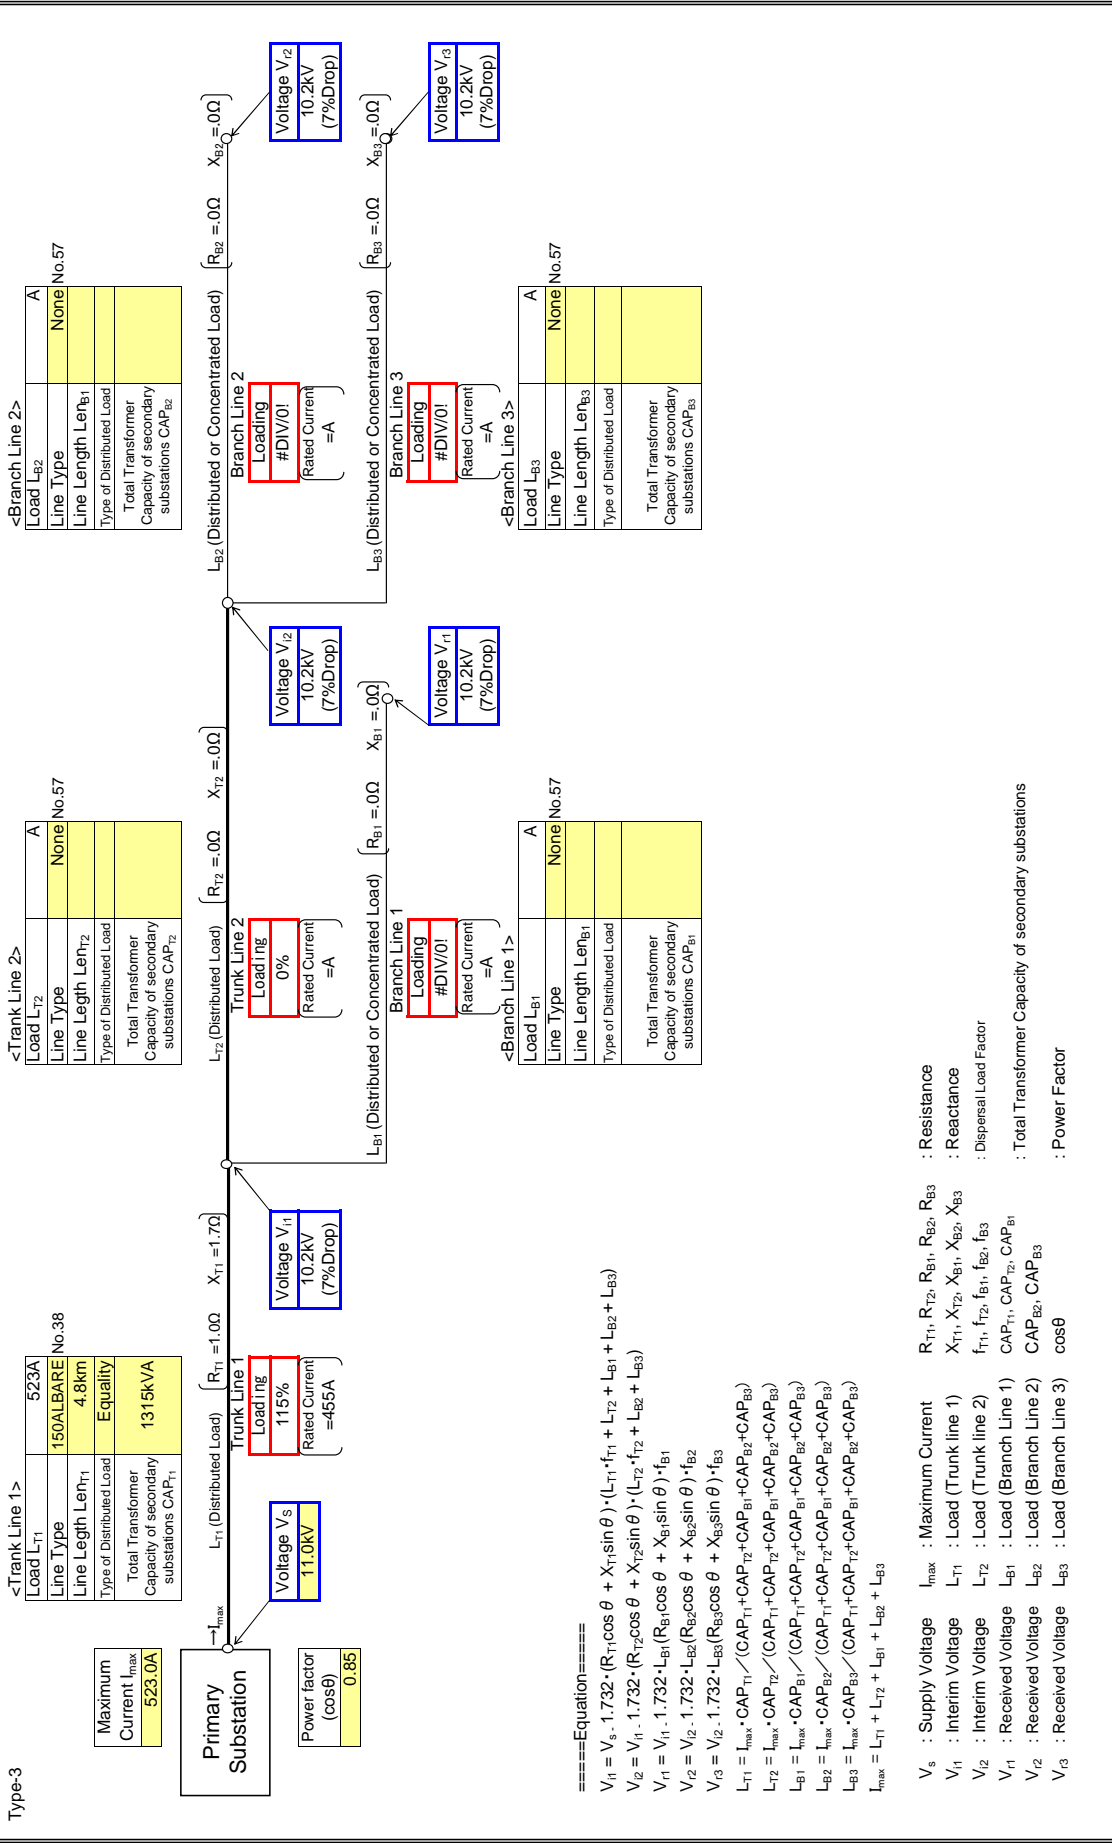 Type-3
Maximum
Current Imax
523.0A
Primary
Substation
Power factor
(cosθ)
0.85
→Imax
Voltage VS
11.0kV
<Trank Line 1>
Load LT1 523A
Line Type 150ALBARE No.38
Line Legth LenT1 4.8km
Type of Distributed Load Equality
Total Transformer
Capacity of secondary
substations CAPT1
1315kVA
LT1 (Distributed Load) RT1 =1.0Ω XT1 =1.7Ω
Trunk Line 1
Loading
115%
Rated Current
=455A
Voltage Vi1
10.2kV
(7%Drop)
<Trank Line 2>
Load LT2 A
Line Type None No.57
Line Length LenT2
Type of Distributed Load
Total Transformer
Capacity of secondary
substations CAPT2
LT2 (Distributed Load) RT2 =.0Ω XT2 =.0Ω
Trunk Line 2
Loading
0%
Rated Current
=A
Voltage Vi2
10.2kV
(7%Drop)
LB1 (Distributed or Concentrated Load) RB1 =.0Ω XB1 =.0Ω
Branch Line 1
Loading
#DIV/0!
Rated Current
=A
Voltage Vr1
10.2kV
(7%Drop)
<Branch Line 1>
Load LB1 A
Line Type None No.57
Line Length LenB1
Type of Distributed Load
Total Transformer
Capacity of secondary
substations CAPB1
<Branch Line 2>
Load LB2 A
Line Type None No.57
Line Length LenB1
Type of Distributed Load
Total Transformer
Capacity of secondary
substations CAPB2
LB2 (Distributed or Concentrated Load) RB2 =.0Ω XB2 =.0Ω
Branch Line 2
Loading
#DIV/0!
Rated Current
=A
Voltage Vr2
10.2kV
(7%Drop)
LB3 (Distributed or Concentrated Load) RB3 =.0Ω XB3 =.0Ω
Branch Line 3
Loading
#DIV/0!
Rated Current
=A
Voltage Vr3
10.2kV
(7%Drop)
<Branch Line 3>
Load LB3 A
Line Type None No.57
Line Length LenB3
Type of Distributed Load
Total Transformer
Capacity of secondary
substations CAPB3
=====Equation=====
Vi1 = Vs - 1.732・(RT1cos θ + XT1sin θ)・(LT1・fT1 + LT2 + LB1 + LB2 + LB3)
Vi2 = Vi1 - 1.732・(RT2cos θ + XT2sin θ)・(LT2・fT2 + LB2 + LB3)
Vr1 = Vi1 - 1.732・LB1(RB1cos θ + XB1sin θ)・fB1
Vr2 = Vi2 - 1.732・LB2(RB2cos θ + XB2sin θ)・fB2
Vr3 = Vi2 - 1.732・LB3(RB3cos θ + XB3sin θ)・fB3
LT1 = Imax・CAPT1／(CAPT1+CAPT2+CAPB1+CAPB2+CAPB3)
LT2 = Imax・CAPT2／(CAPT1+CAPT2+CAPB1+CAPB2+CAPB3)
LB1 = Imax・CAPB1／(CAPT1+CAPT2+CAPB1+CAPB2+CAPB3)
LB2 = Imax・CAPB2／(CAPT1+CAPT2+CAPB1+CAPB2+CAPB3)
LB3 = Imax・CAPB3／(CAPT1+CAPT2+CAPB1+CAPB2+CAPB3)
Imax = LT1 + LT2 + LB1 + LB2 + LB3
Vs : Supply Voltage Imax : Maximum Current RT1, RT2, RB1, RB2, RB3 : Resistance
Vi1 : Interim Voltage LT1 : Load (Trunk line 1) XT1, XT2, XB1, XB2, XB3 : Reactance
Vi2 : Interim Voltage LT2 : Load (Trunk line 2) fT1, fT2, fB1, fB2, fB3 : Dispersal Load Factor
Vr1 : Received Voltage LB1 : Load (Branch Line 1) CAPT1, CAPT2, CAPB1 : Total Transformer Capacity of secondary substations
Vr2 : Received Voltage LB2 : Load (Branch Line 2) CAPB2, CAPB3
Vr3 : Received Voltage LB3 : Load (Branch Line 3) cosθ : Power Factor